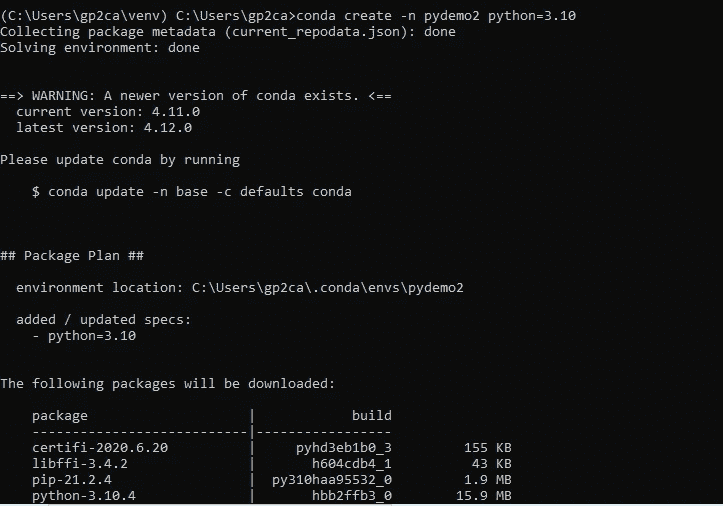 (C:\Users\gp2ca\venv) C:\Users\gp2ca>conda create -n pydemo2 python=3.10
Collecting package metadata (current_repodata.json): done
Solving environment: done
==> WARNING: A newer version of conda exists. <==
current version: 4.11.0
latest version: 4.12.0
Please update conda by running
$ conda update -n base -c defaults conda
## Package Plan ##
environment location: C:\Users\gp2ca\.conda\envs\pydemo2
added / updated specs:
- python=3.10
The following packages will be downloaded:
package | build
---------------------------|-----------------
certifi-2020.6.20 | pyhd3eb1b0_3 155 KB
libffi-3.4.2 | h604cdb4_1 43 KB
pip-21.2.4 | py310haa95532_0 1.9 MB
python-3.10.4 | hbb2ffb3_0 15.9 MB